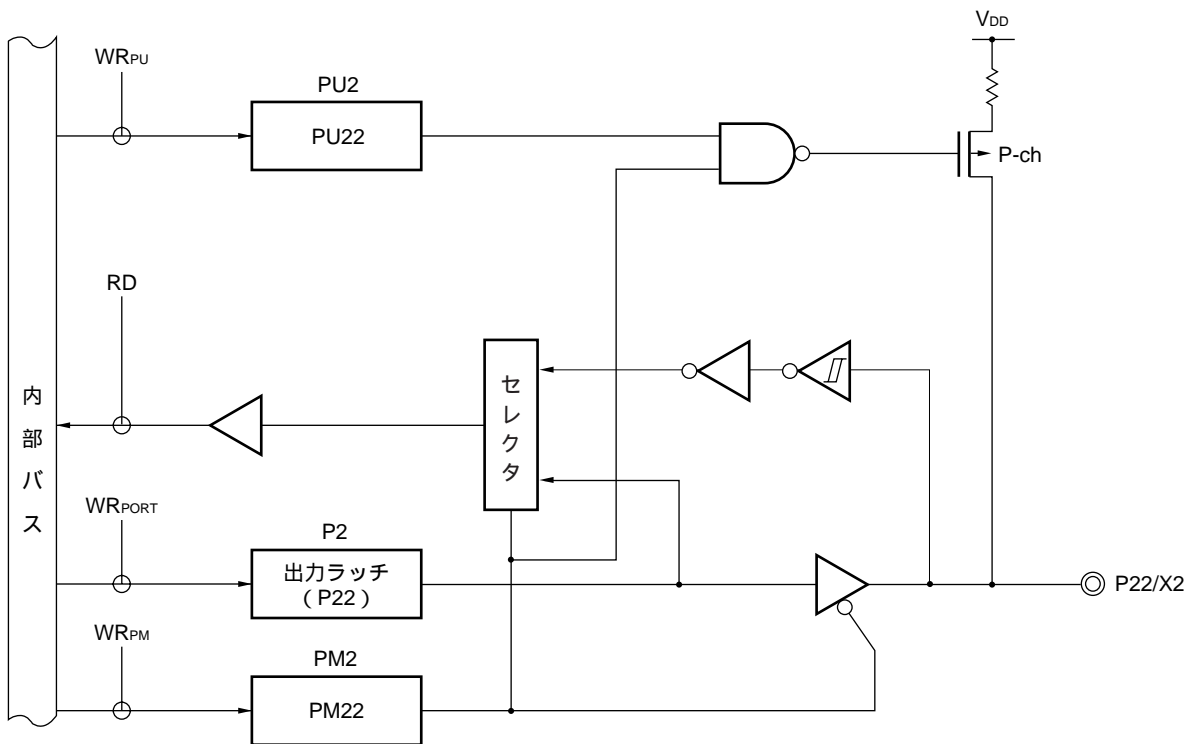 VDD
WRPU
PU2
PU22
P-ch
RD
セレクタ
内部バス
WRPORT
P2
出力ラッチ
(P22)
P22/X2
WRPM
PM2
PM22